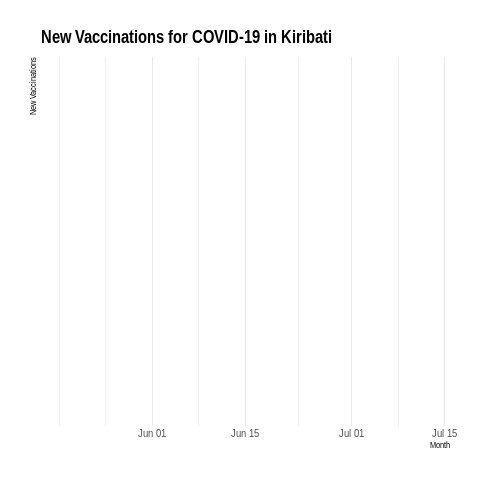 New Vaccinations for COVID-19 in Kiribati
New Vaccinations
Jun 01 Jun 15 Jul 01 Jul 15
Month